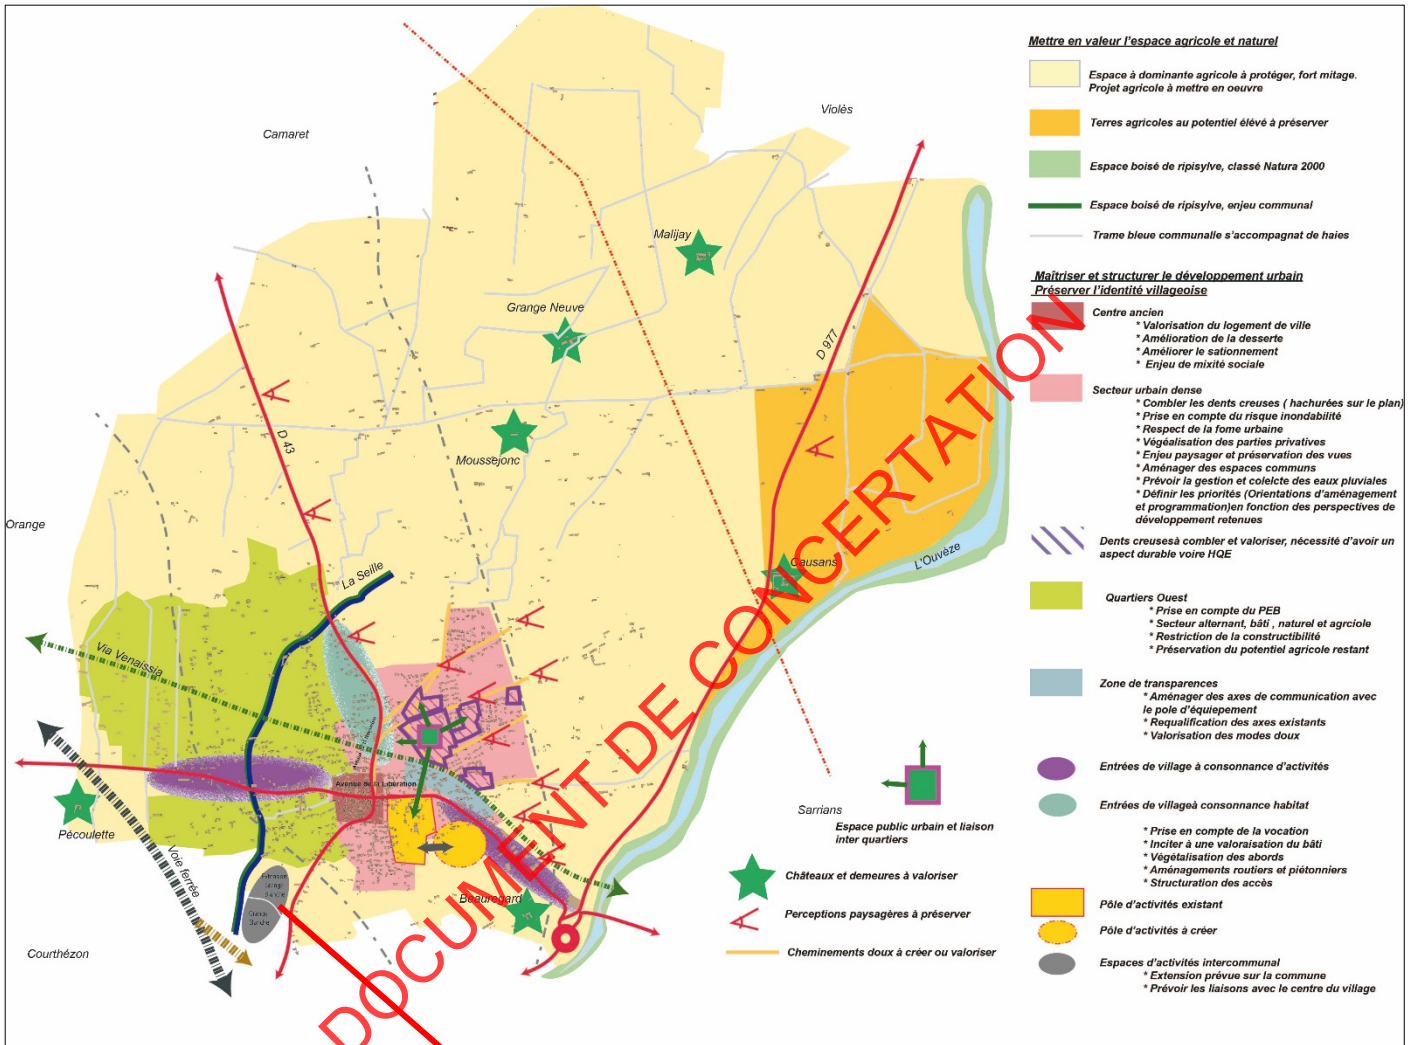 Camaret
Violès
Malijay
Grange Neuve
D 977
D 43
Moussejonc
Orange
La Seille
Causans
L'Ouvèze
Via Venaissia
Avenue de la Libération
Sarrians
Pécoulette
Voie ferrée
Extension
Grange
Blanche
Grange
Blanche
Beauregard
Courthézon
DOCUMENT DE CONCERTATION
Espace public urbain et liaison
inter quartiers
Châteaux et demeures à valoriser
Perceptions paysagères à préserver
Cheminements doux à créer ou valoriser
Mettre en valeur l'espace agricole et naturel
Espace à dominante agricole à protéger, fort mitage.
Projet agricole à mettre en oeuvre
Terres agricoles au potentiel élévé à préserver
Espace boisé de ripisylve, classé Natura 2000
Espace boisé de ripisylve, enjeu communal
Trame bleue communalle s'accompagnat de haies
Maîtriser et structurer le dévelopement urbain
Préserver l'identité villageoise
Centre ancien
* Valorisation du logement de ville
* Amélioration de la desserte
* Améliorer le sationnement
* Enjeu de mixité sociale
Secteur urbain dense
* Combler les dents creuses ( hachurées sur le plan)
* Prise en compte du risque inondabilité
* Respect de la fome urbaine
* Végéalisation des parties privatives
* Enjeu paysager et préservation des vues
* Aménager des espaces communs
* Prévoir la gestion et colelcte des eaux pluviales
* Définir les priorités (Orientations d'aménagement
et programmation)en fonction des perspectives de
développement retenues
Dents creusesà combler et valoriser, nécessité d'avoir un
aspect durable voire HQE
Quartiers Ouest
* Prise en compte du PEB
* Secteur alternant, bâti , naturel et agrciole
* Restriction de la constructibilité
* Préservation du potentiel agricole restant
Zone de transparences
* Aménager des axes de communication avec
le pole d'équiepement
* Requalification des axes existants
* Valorisation des modes doux
Entrées de village à consonnance d'activités
Entrées de villageà consonnance habitat
* Prise en compte de la vocation
* Inciter à une valoraisation du bâti
* Végétalisation des abords
* Aménagements routiers et piétonniers
* Structuration des accès
Pôle d'activités existant
Pôle d'activités à créer
Espaces d'activités intercommunal
* Extension prévue sur la commune
* Prévoir les liaisons avec le centre du village